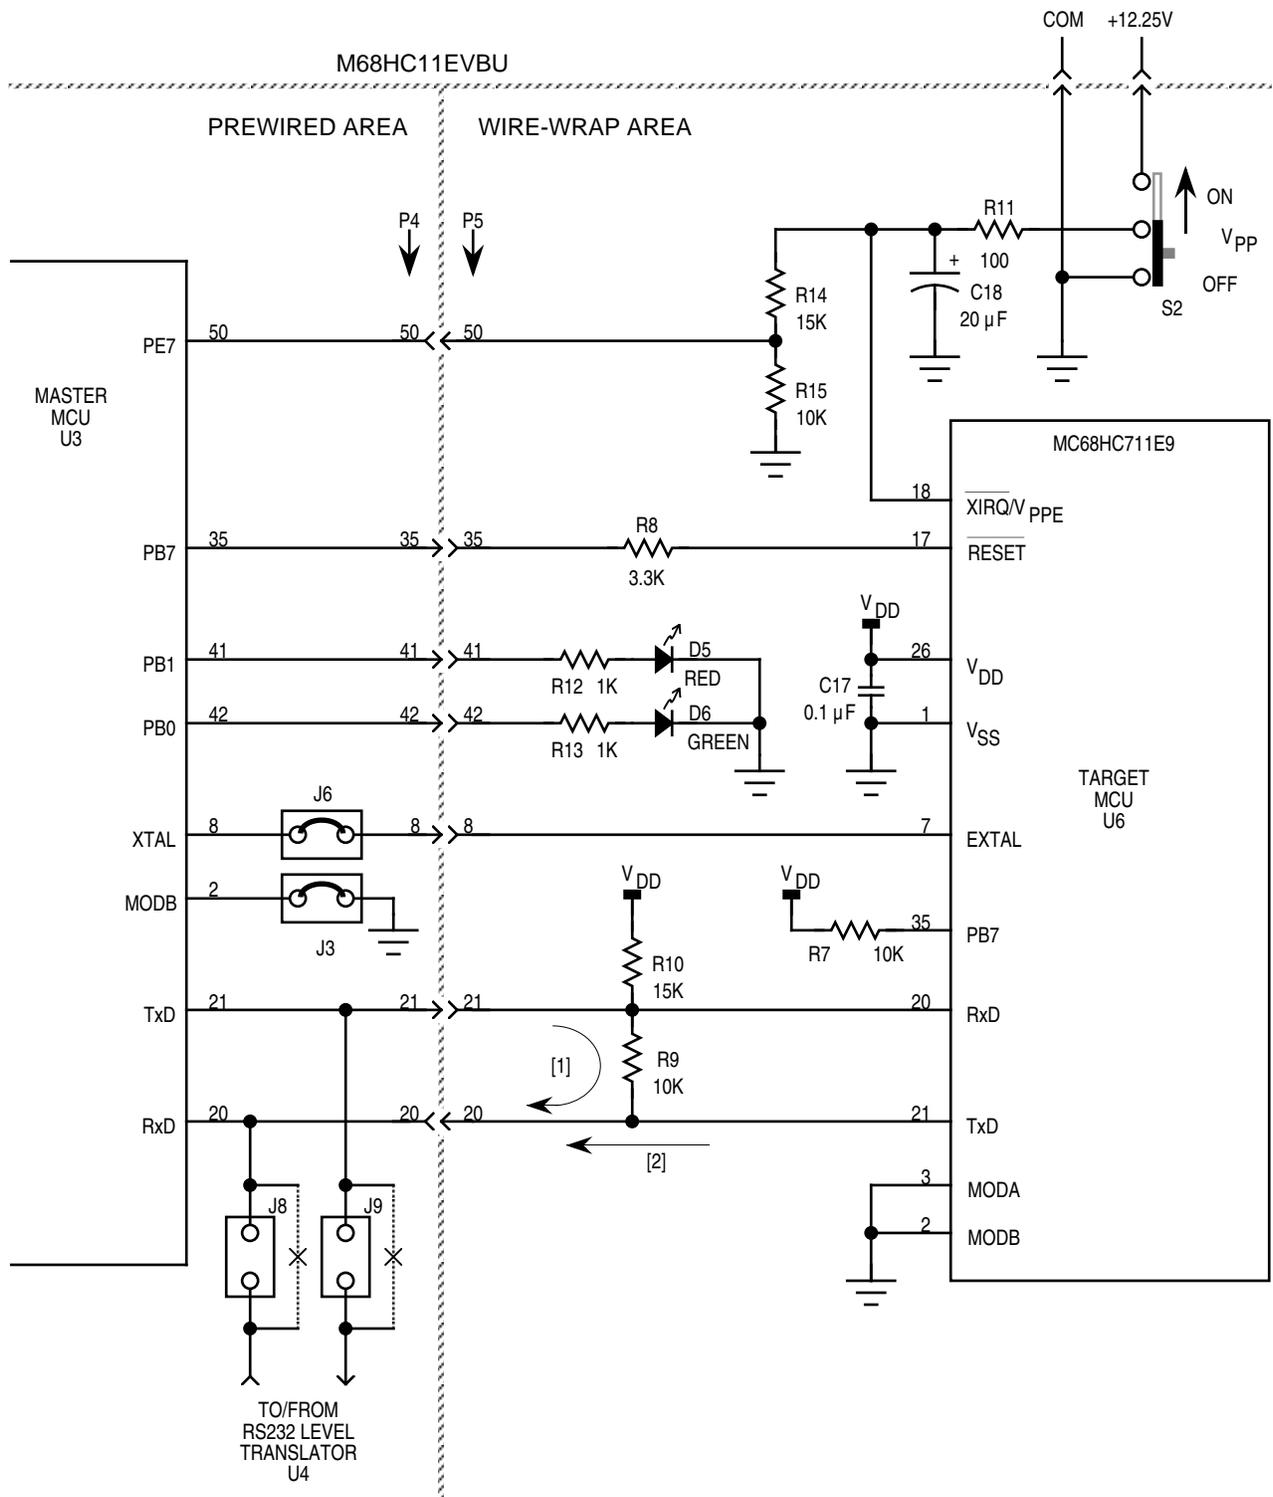 COM +12.25V
M68HC11EVBU
PREWIRED AREA WIRE-WRAP AREA
P4 P5
R11
100
ON
VPP
OFF
S2
+
C18
20 µF
R14
15K
PE7 50 50 50
R15
10K
MASTER
MCU
U3
MC68HC711E9
18 XIRQ/VPPE
R8
PB7 35 35 35 17 RESET
3.3K
VDD
PB1 41 41 41 D5 26 VDD
R12 1K RED
C17
0.1 µF
PB0 42 42 42 D6 1 VSS
R13 1K GREEN
TARGET
MCU
U6
J6
XTAL 8 8 8 7 EXTAL
VDD VDD
MODB 2
J3
35 PB7
R7 10K
R10
15K
TxD 21 21 21 20 RxD
[1]
R9
10K
RxD 20 20 20 21 TxD
[2]
3 MODA
J8 J9
2 MODB
TO/FROM
RS232 LEVEL
TRANSLATOR
U4